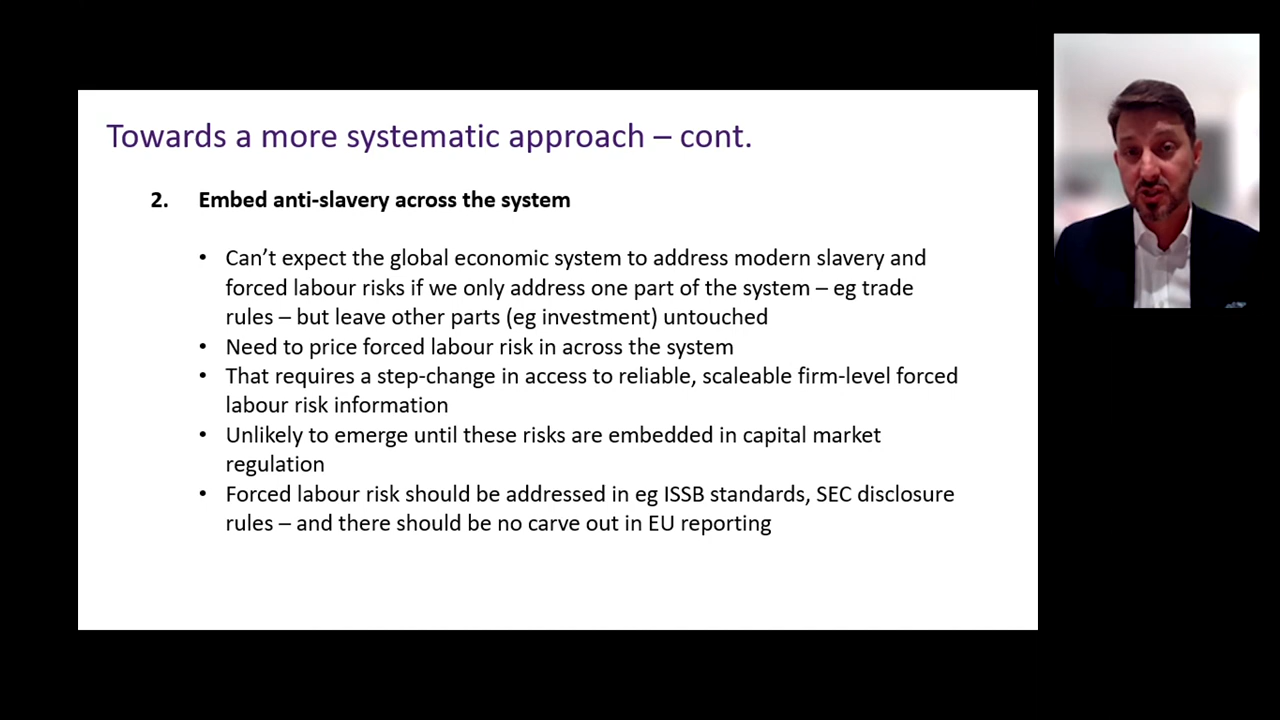 Towards a more systematic approach – cont.
2. Embed anti-slavery across the system
• Can’t expect the global economic system to address modern slavery and
forced labour risks if we only address one part of the system – eg trade
rules – but leave other parts (eg investment) untouched
• Need to price forced labour risk in across the system
• That requires a step-change in access to reliable, scaleable firm-level forced
labour risk information
• Unlikely to emerge until these risks are embedded in capital market
regulation
• Forced labour risk should be addressed in eg ISSB standards, SEC disclosure
rules – and there should be no carve out in EU reporting